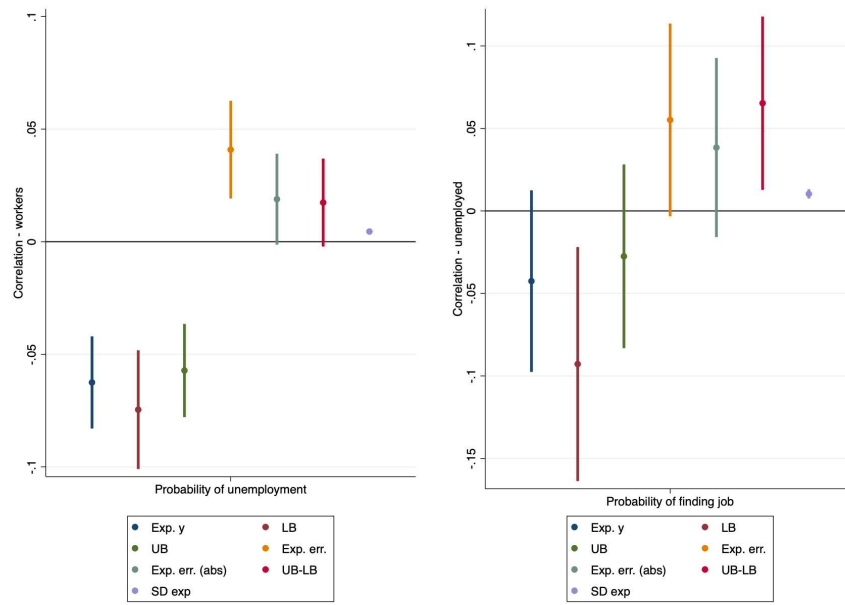 Correlation - workers
.1
.05
0
-.05
-.1
Probability of unemployment
Exp. y
LB
UB
Exp. err.
Exp. err. (abs)
UB-LB
SD exp
Correlation - unemployed
.1
.05
0
-.05
-.1
-.15
Probability of finding job
Exp. y
LB
UB
Exp. err.
Exp. err. (abs)
UB-LB
SD exp